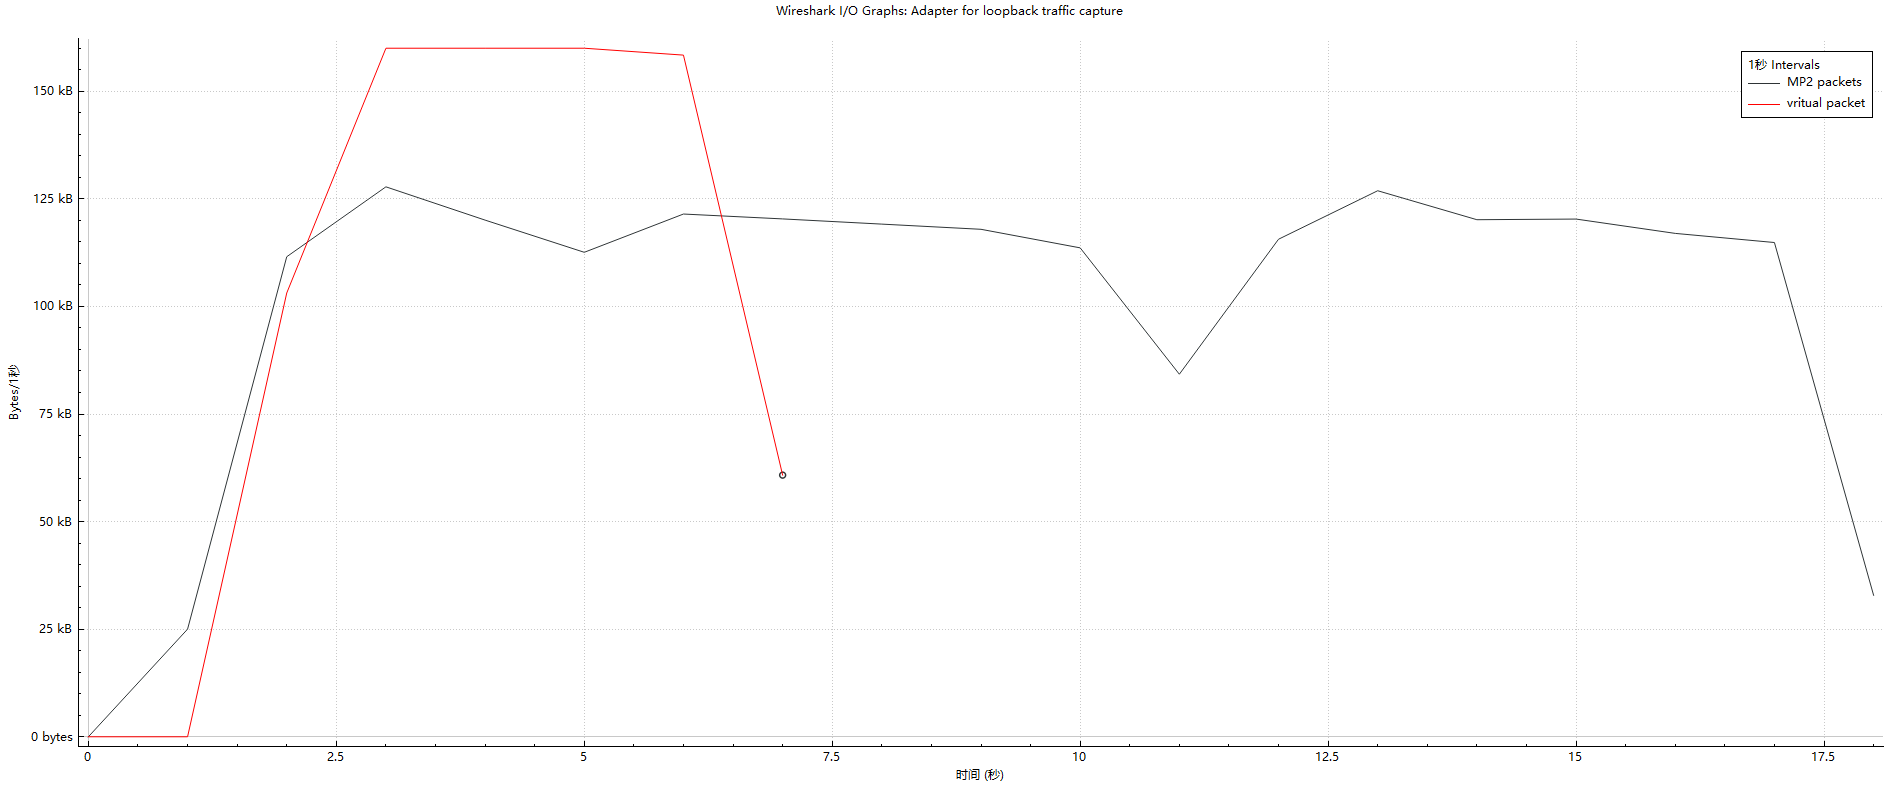 Wireshark I/O Graphs: Adapter for loopback traffic capture
1秒 Intervals
MP2 packets
vritual packet
Bytes/1秒
150 kB
125 kB
100 kB
75 kB
50 kB
25 kB
0 bytes
0
2.5
5
7.5
10
12.5
15
17.5
时间 (秒)